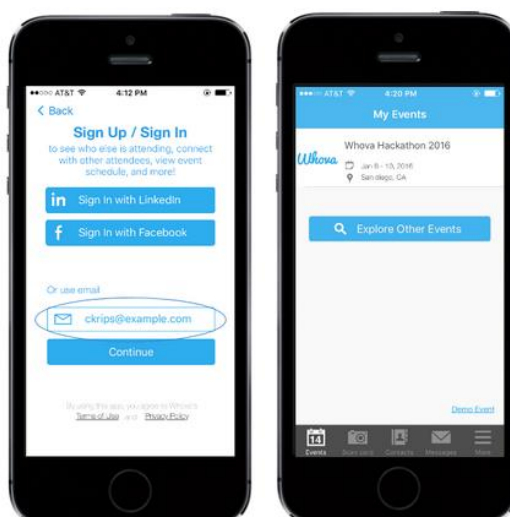 AT&T 4:12 PM
Back
Sign Up / Sign In
to see who else is attending, connect
with other attendees, view event
schedule, and more!
in Sign In with LinkedIn
f Sign In with Facebook
Or use email
ckrips@example.com
Continue
By using this app, you agree to Whova's
Terms of Use and Privacy Policy
AT&T 4:20 PM
My Events
Whova
Whova Hackathon 2016
Jan 8 - 10, 2016
San diego, CA
Explore Other Events
Demo Event
14
Events Scan card Contacts Messages More